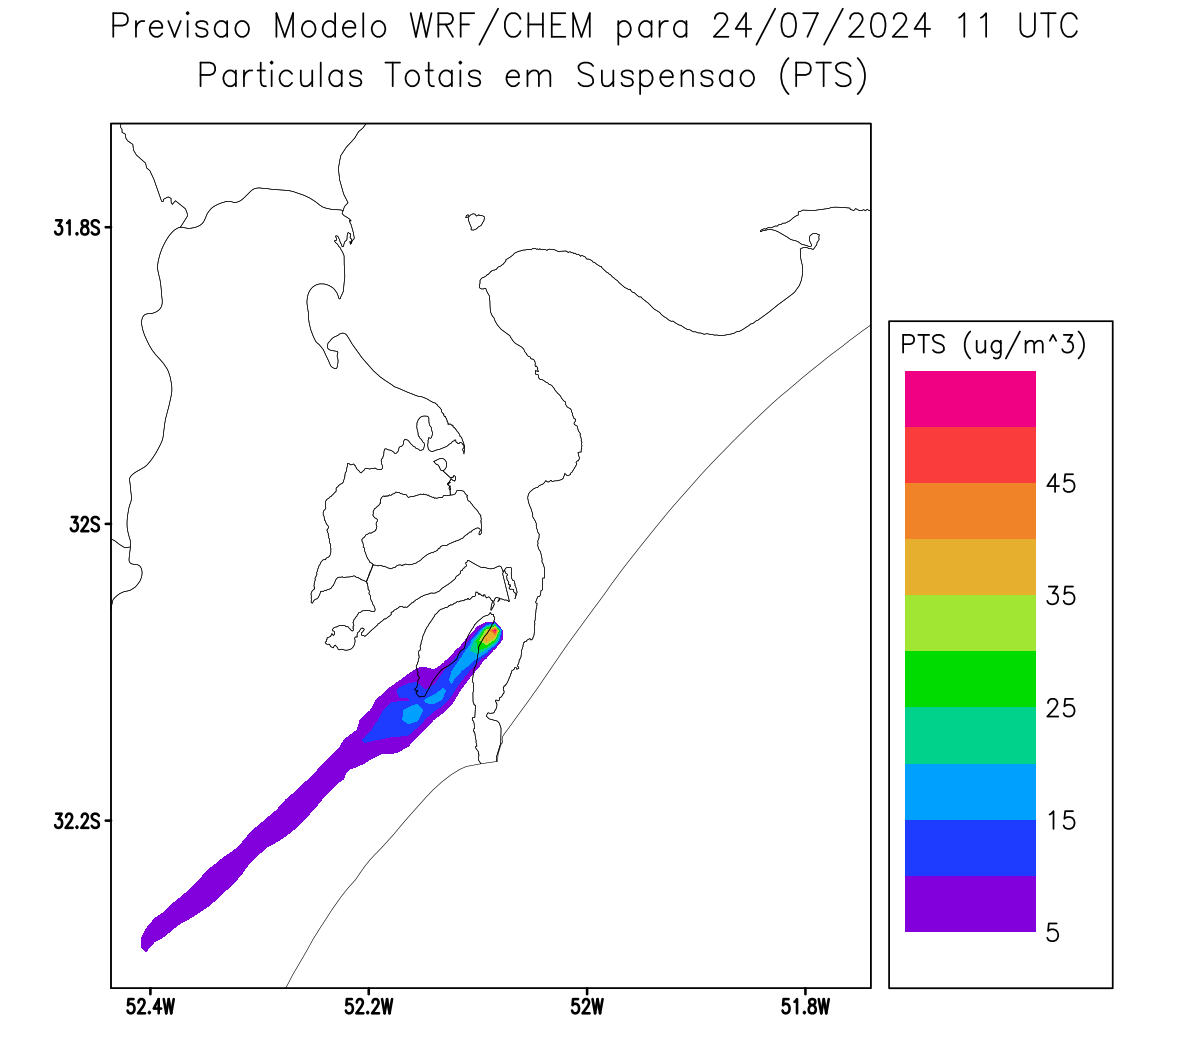 Previsao Modelo WRF/CHEM para 24/07/2024 11 UTC
Particulas Totais em Suspensao (PTS)
31.8S
32S
32.2S
52.4W
52.2W
52W
51.8W
PTS (ug/m^3)
45
35
25
15
5